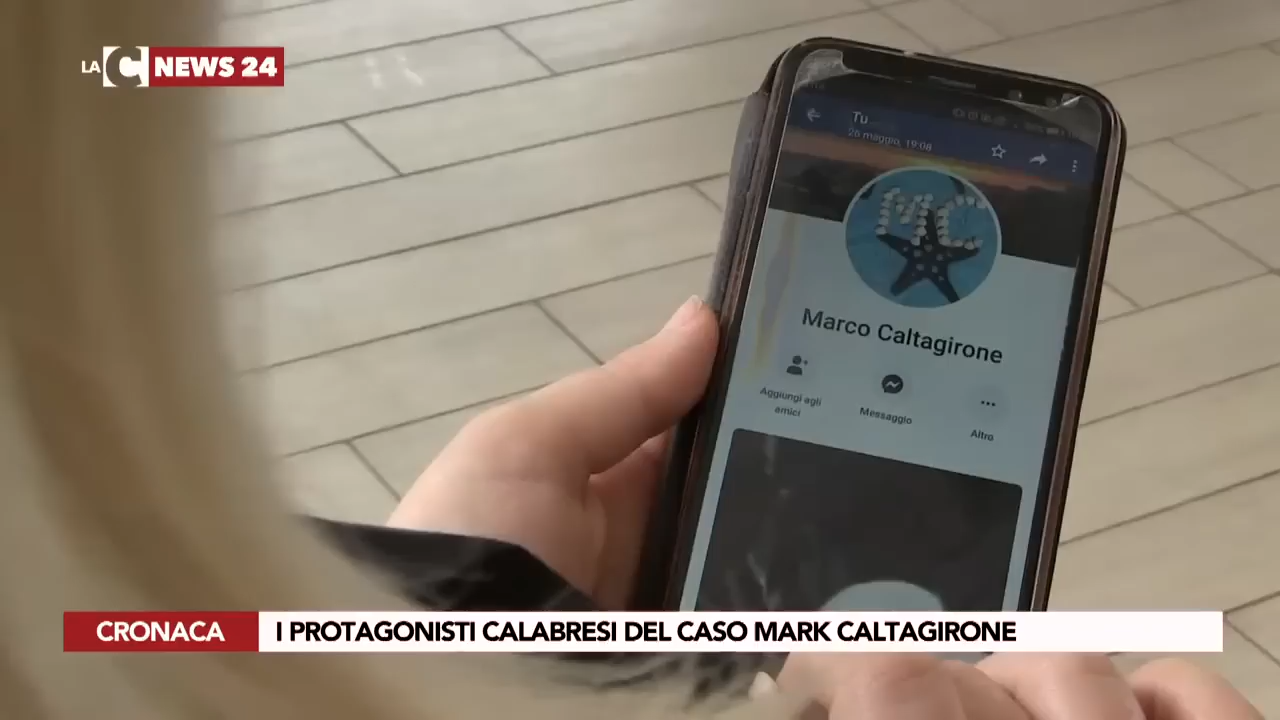 LA C NEWS 24
Tu
26 maggio, 19:08
MC
Marco Caltagirone
Aggiungi agli
amici
Messaggio
Altro
CRONACA
I PROTAGONISTI CALABRESI DEL CASO MARK CALTAGIRONE